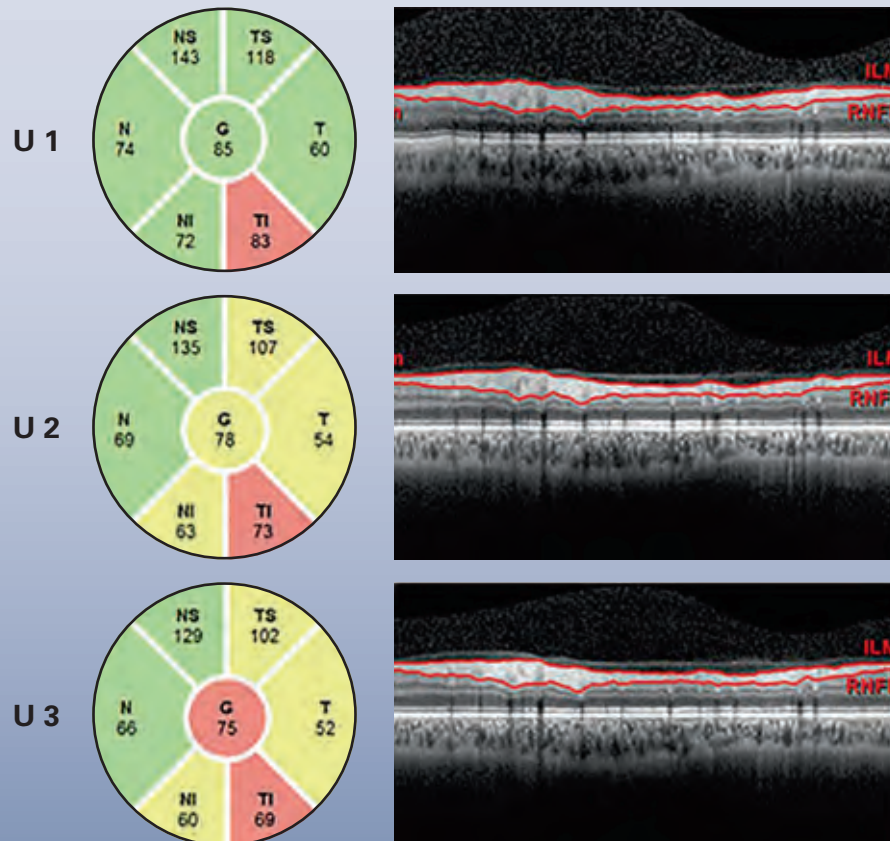 U 1
NS TS
143 118
N G T
74 85 60
NI TI
72 83
ILM
m RNF
U 2
NS TS
135 107
N G T
69 78 54
NI TI
63 73
m ILM
RNF
U 3
NS TS
129 102
N G T
66 75 52
NI TI
60 69
ILM
RNF